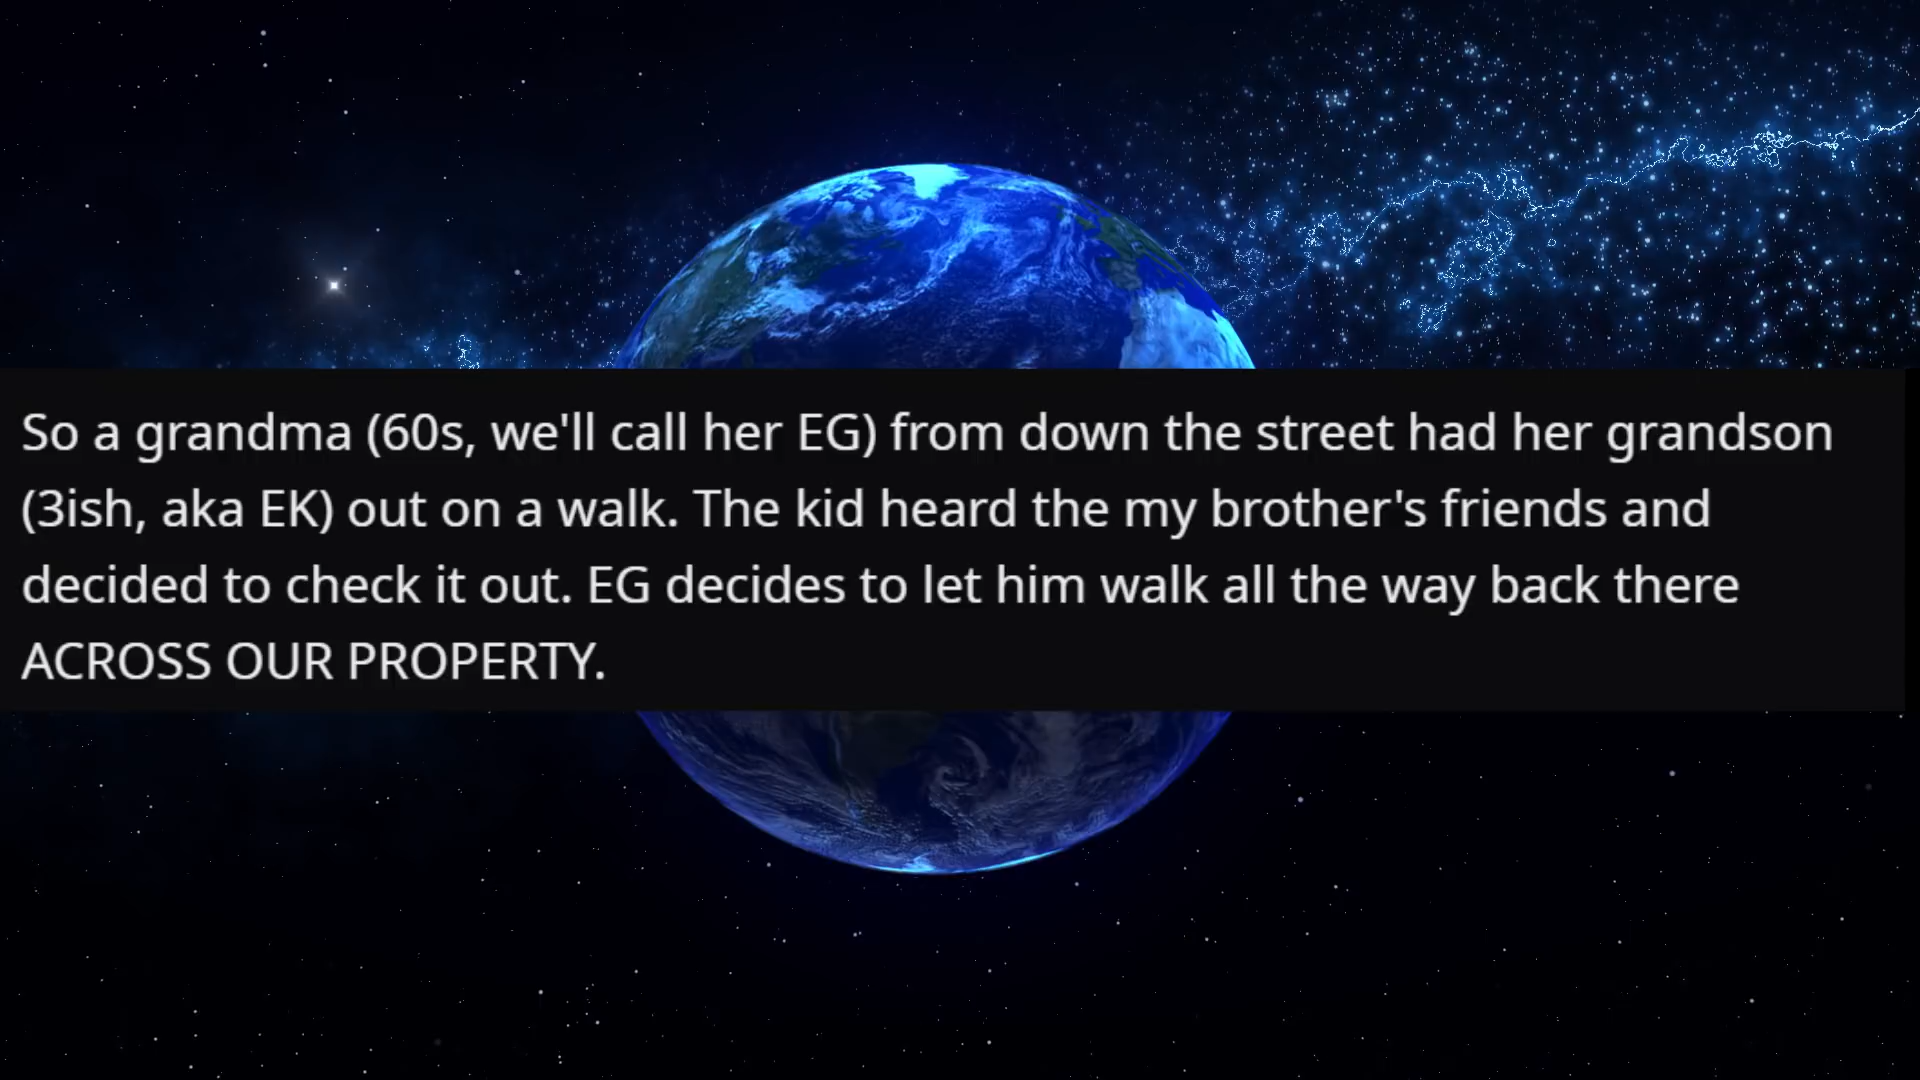 So a grandma (60s, we'll call her EG) from down the street had her grandson
(3ish, aka EK) out on a walk. The kid heard the my brother's friends and
decided to check it out. EG decides to let him walk all the way back there
ACROSS OUR PROPERTY.